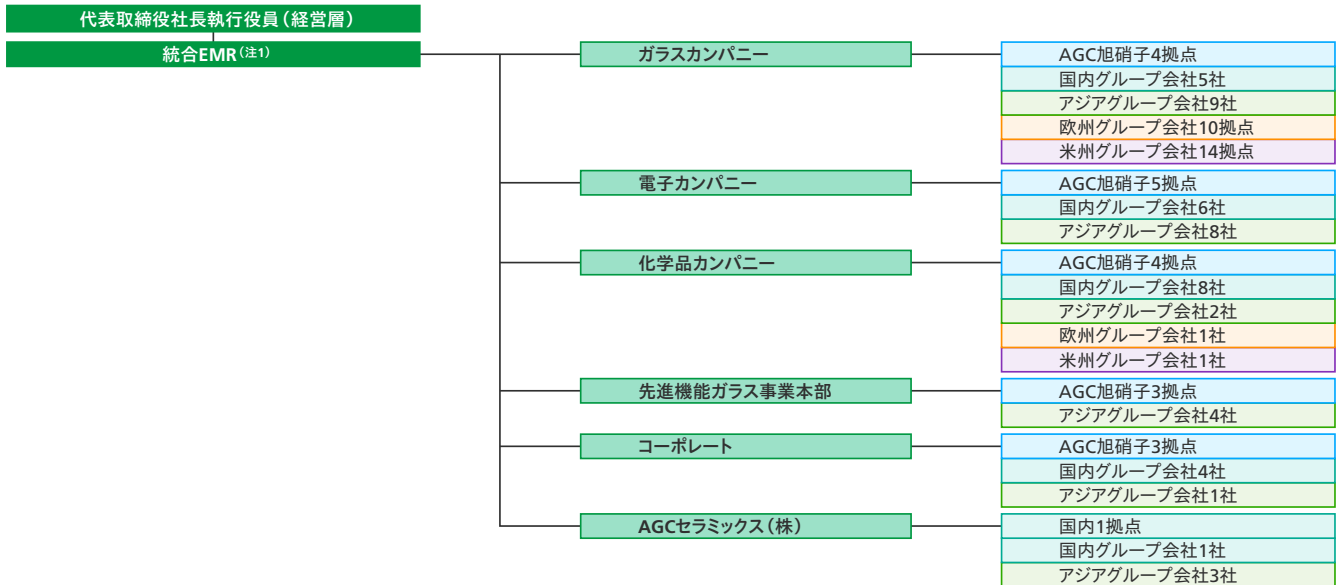 代表取締役社長執行役員（経営層）
統合EMR（注1）
ガラスカンパニー
AGC旭硝子4拠点
国内グループ会社5社
アジアグループ会社9社
欧州グループ会社10拠点
米州グループ会社14拠点
電子カンパニー
AGC旭硝子5拠点
国内グループ会社6社
アジアグループ会社8社
化学品カンパニー
AGC旭硝子4拠点
国内グループ会社8社
アジアグループ会社2社
欧州グループ会社1社
米州グループ会社1社
先進機能ガラス事業本部
AGC旭硝子3拠点
アジアグループ会社4社
コーポレート
AGC旭硝子3拠点
国内グループ会社4社
アジアグループ会社1社
AGCセラミックス（株）
国内1拠点
国内グループ会社1社
アジアグループ会社3社